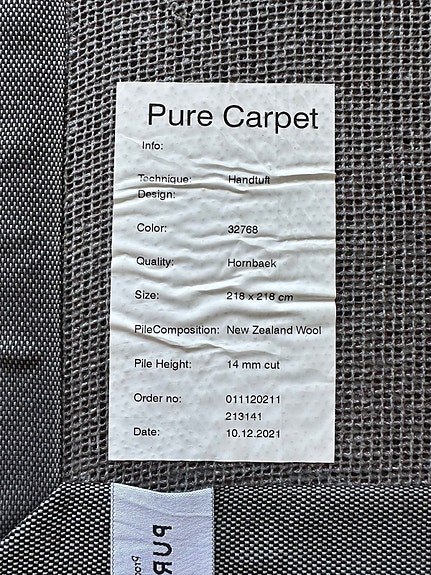 Pure Carpet
Info:
Technique: Handtuft
Design:
Color: 32768
Quality: Hornbaek
Size: 218 x 218 cm
PileComposition: New Zealand Wool
Pile Height: 14 mm cut
Order no: 011120211
213141
Date: 10.12.2021
PUR